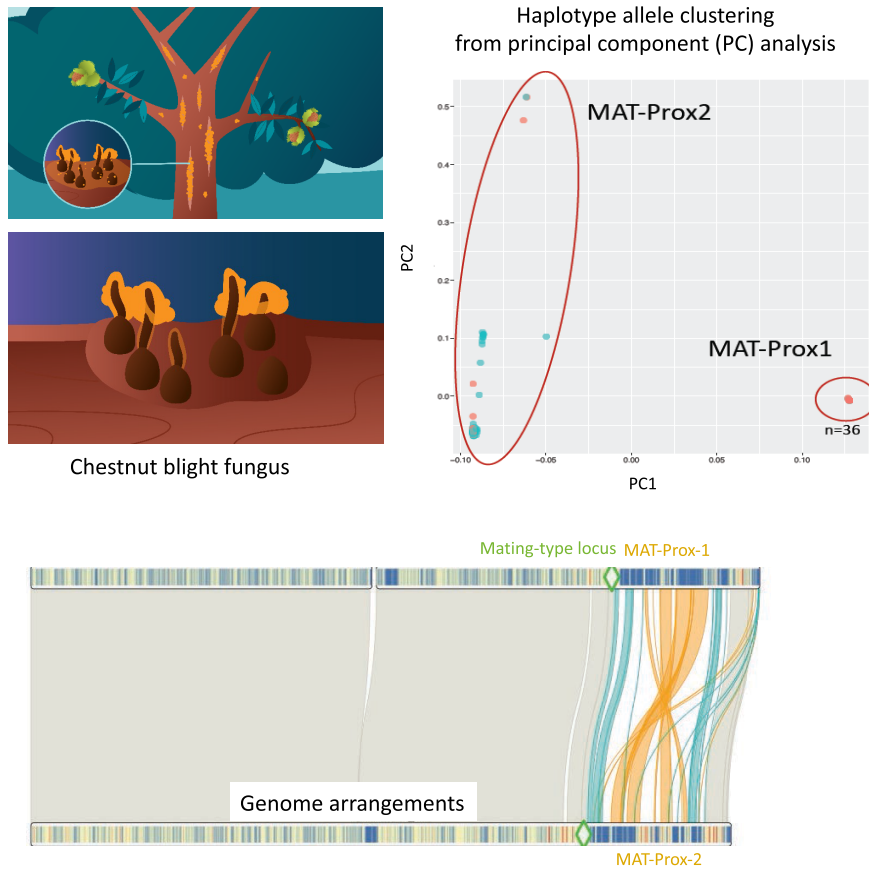 Haplotype allele clustering
from principal component (PC) analysis
MAT-Prox2
0.5
0.4
0.3
0.2
0.1
0.0
PC2
MAT-Prox1
n=36
−0.10
−0.05
0.00
0.05
0.10
PC1
Chestnut blight fungus
Mating-type locus MAT-Prox-1
Genome arrangements
MAT-Prox-2